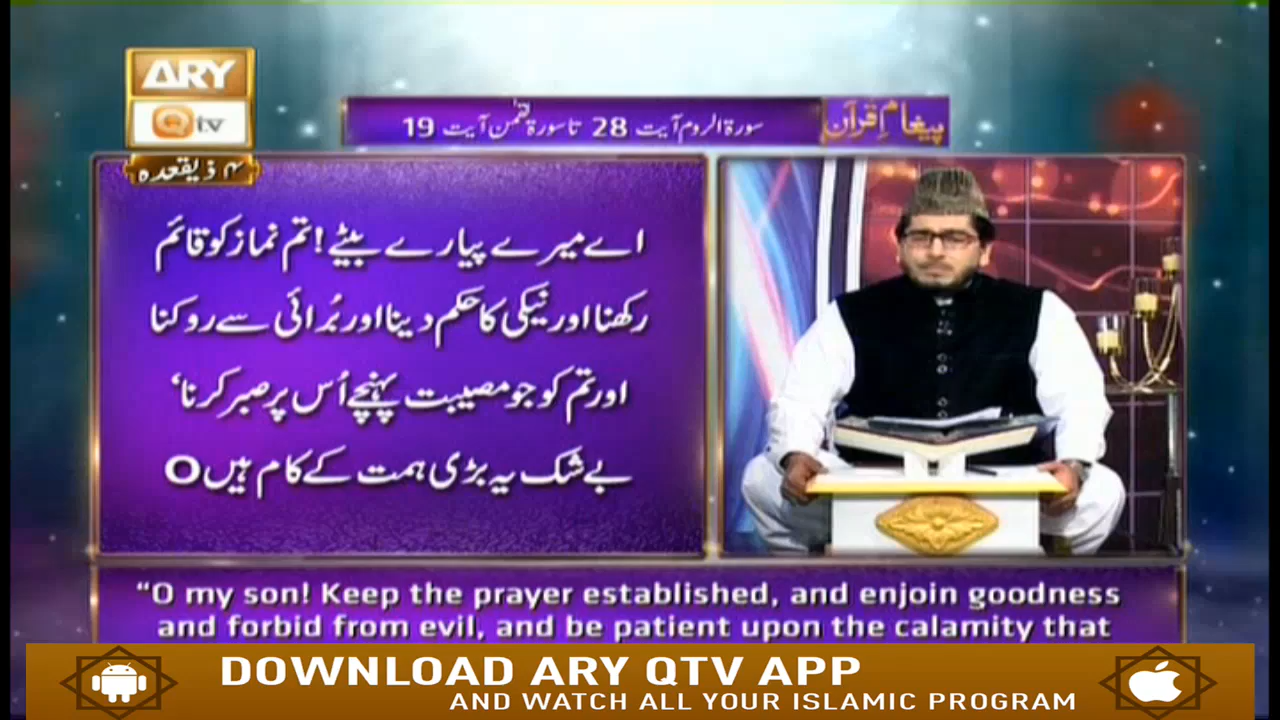 ARY
Qtv
پیغامِ قرآن
سورۃ الروم آیت 28 تا سورۃ لقمٰن آیت 19
۴ ذیقعدہ
اے میرے پیارے بیٹے! تم نماز کو قائم
رکھنا اور نیکی کا حکم دینا اور بُرائی سے روکنا
اور تم کو جو مصیبت پہنچے اُس پر صبر کرنا،
بے شک یہ بڑی ہمت کے کام ہیں O
“O my son! Keep the prayer established, and enjoin goodness
and forbid from evil, and be patient upon the calamity that
DOWNLOAD ARY QTV APP
AND WATCH ALL YOUR ISLAMIC PROGRAM